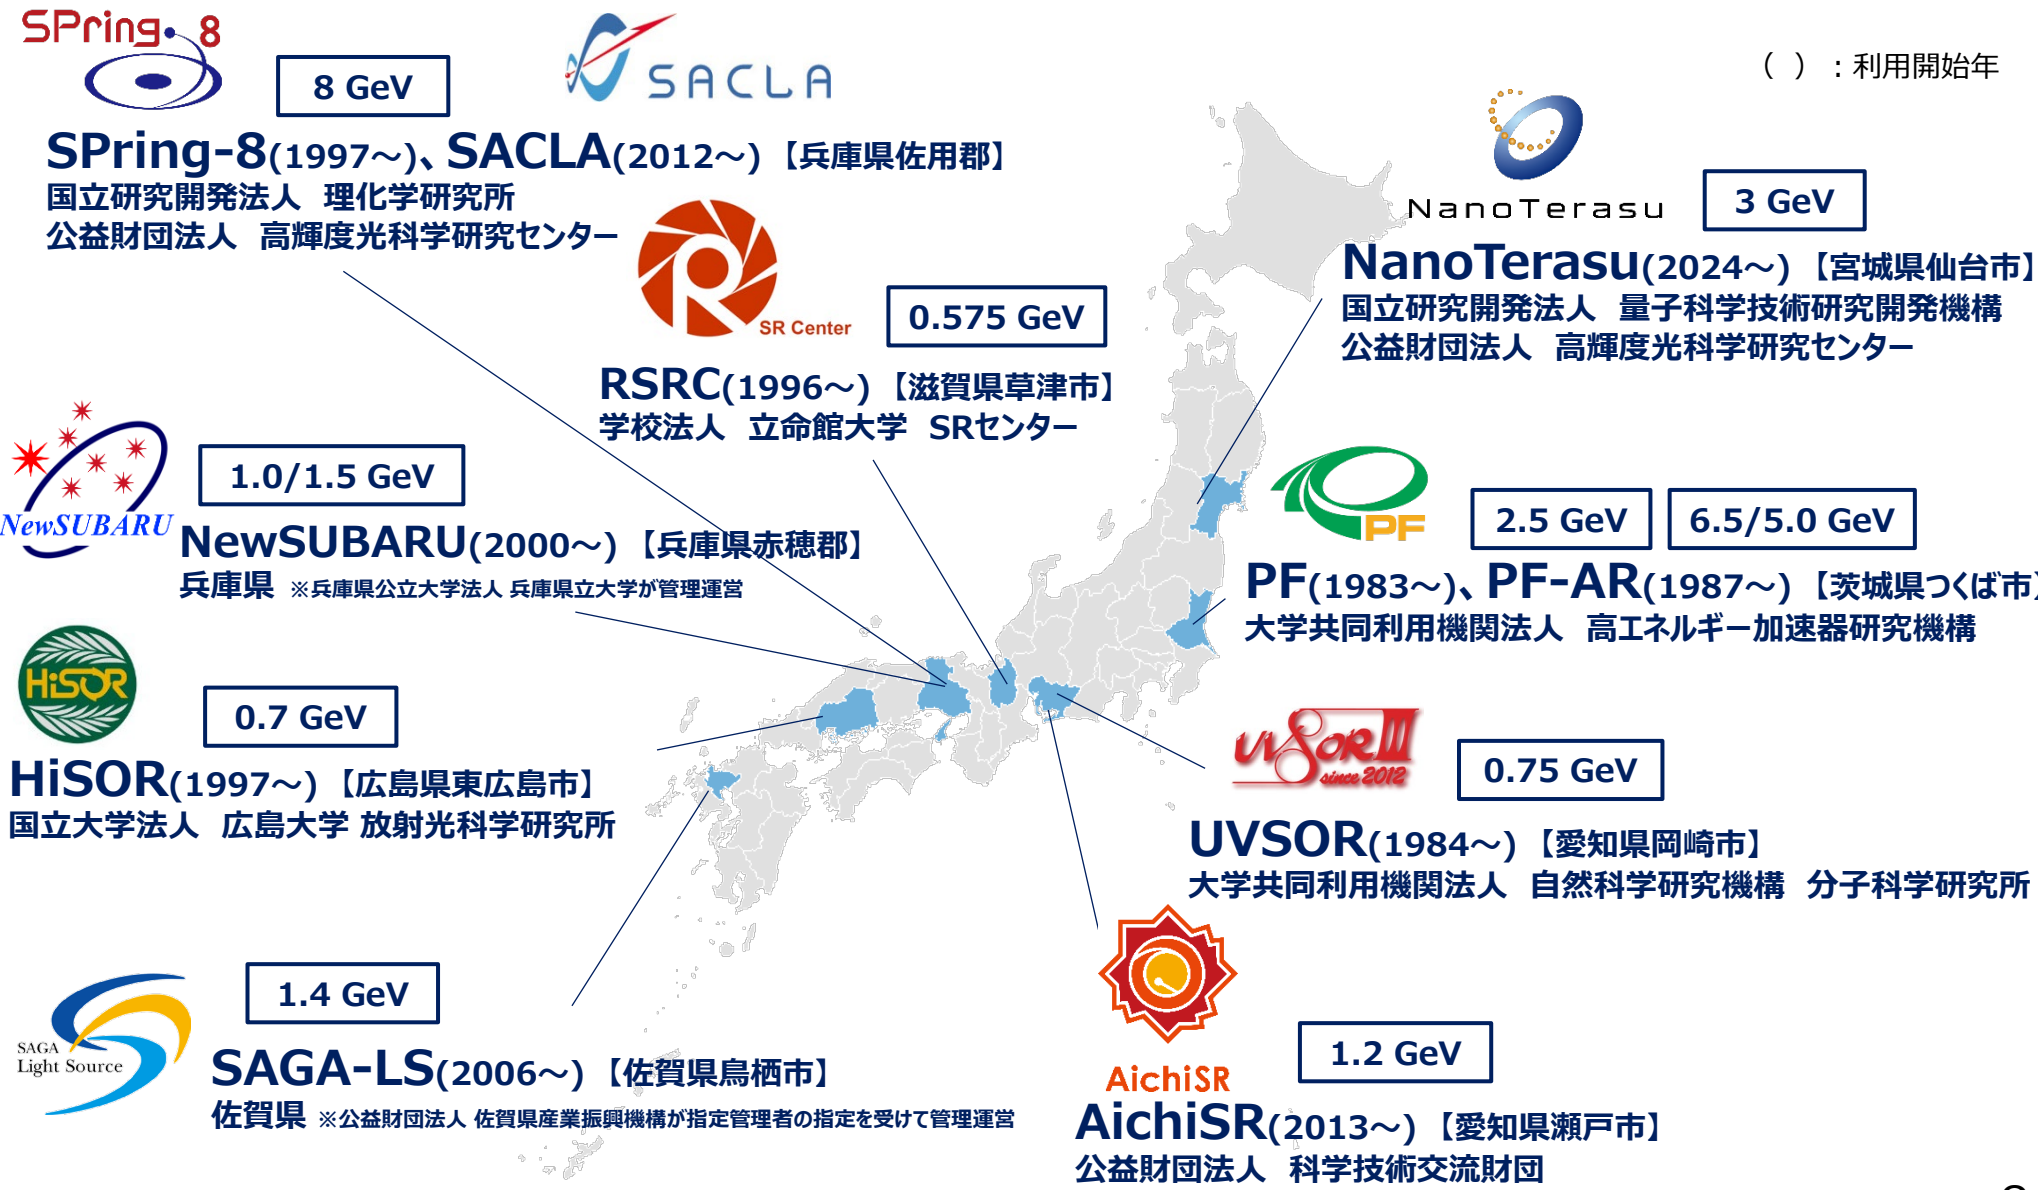 SPring-8
8 GeV
SACLA
SPring-8(1997～)、SACLA(2012～)【兵庫県佐用郡】
国立研究開発法人　理化学研究所
公益財団法人　高輝度光科学研究センター
（　）：利用開始年
NanoTerasu
3 GeV
NanoTerasu(2024～)【宮城県仙台市】
国立研究開発法人　量子科学技術研究開発機構
公益財団法人　高輝度光科学研究センター
SR Center
0.575 GeV
RSRC(1996～)【滋賀県草津市】
学校法人　立命館大学　SRセンター
NewSUBARU
1.0/1.5 GeV
NewSUBARU(2000～)【兵庫県赤穂郡】
兵庫県 ※兵庫県公立大学法人 兵庫県立大学が管理運営
PF
2.5 GeV
6.5/5.0 GeV
PF(1983～)、PF-AR(1987～)【茨城県つくば市】
大学共同利用機関法人　高エネルギー加速器研究機構
HiSOR
0.7 GeV
HiSOR(1997～)【広島県東広島市】
国立大学法人　広島大学 放射光科学研究所
UVSOR III
since 2012
0.75 GeV
UVSOR(1984～)【愛知県岡崎市】
大学共同利用機関法人　自然科学研究機構　分子科学研究所
SAGA
Light Source
1.4 GeV
SAGA-LS(2006～)【佐賀県鳥栖市】
佐賀県 ※公益財団法人 佐賀県産業振興機構が指定管理者の指定を受けて管理運営
AichiSR
1.2 GeV
AichiSR(2013～)【愛知県瀬戸市】
公益財団法人　科学技術交流財団